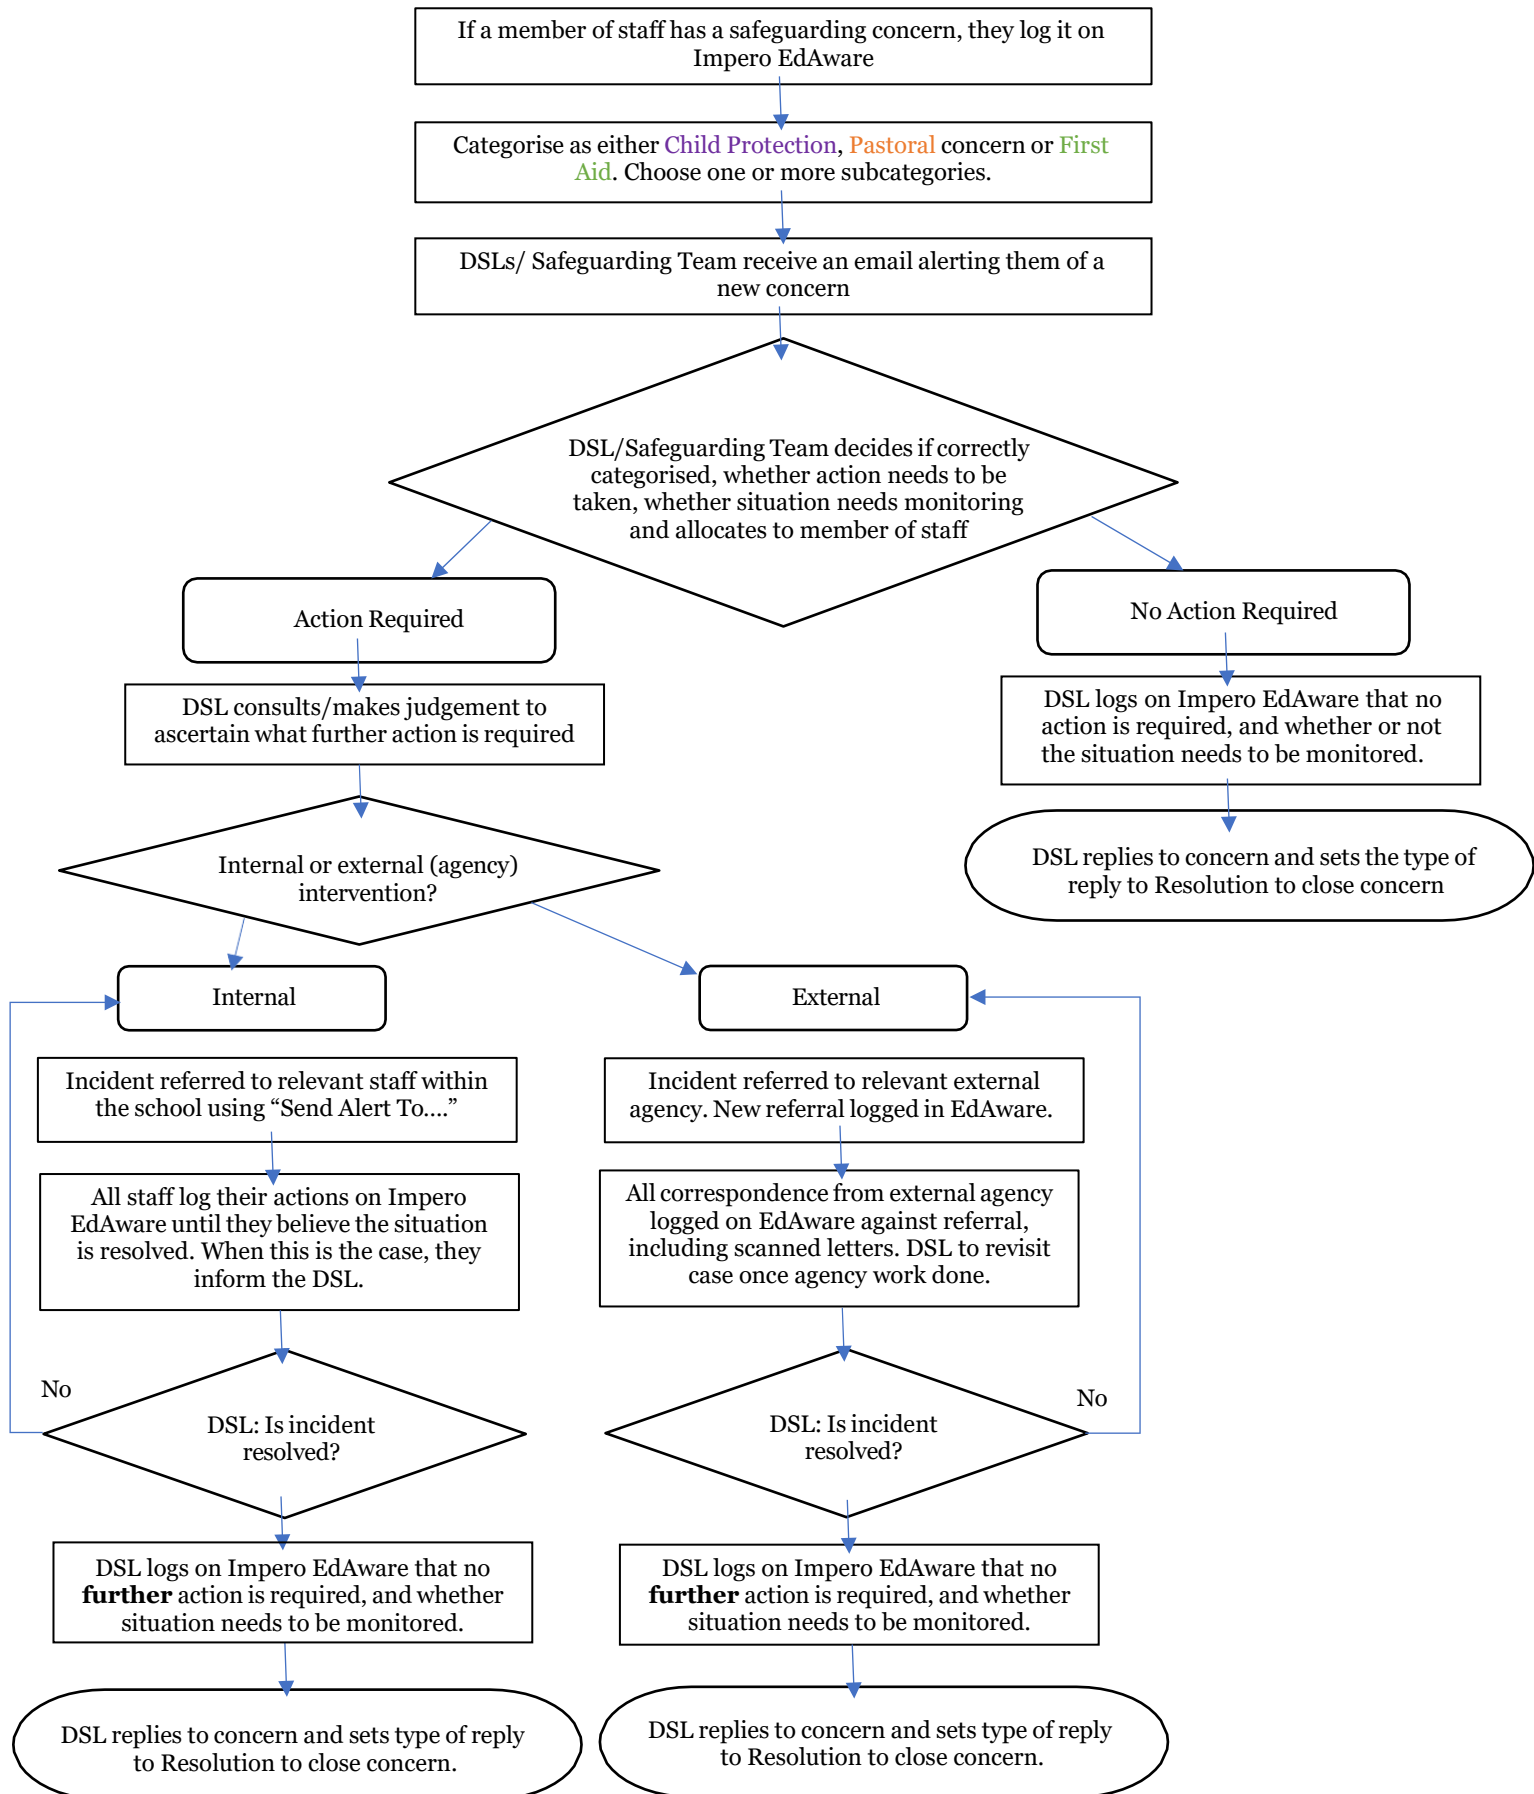 If a member of staff has a safeguarding concern, they log it on
Impero EdAware
Categorise as either Child Protection, Pastoral concern or First
Aid. Choose one or more subcategories.
DSLs/ Safeguarding Team receive an email alerting them of a
new concern
DSL/Safeguarding Team decides if correctly
categorised, whether action needs to be
taken, whether situation needs monitoring
and allocates to member of staff
Action Required
No Action Required
DSL consults/makes judgement to
ascertain what further action is required
DSL logs on Impero EdAware that no
action is required, and whether or not
the situation needs to be monitored.
Internal or external (agency)
intervention?
DSL replies to concern and sets the type of
reply to Resolution to close concern
Internal
External
Incident referred to relevant staff within
the school using “Send Alert To....”
Incident referred to relevant external
agency. New referral logged in EdAware.
All staff log their actions on Impero
EdAware until they believe the situation
is resolved. When this is the case, they
inform the DSL.
All correspondence from external agency
logged on EdAware against referral,
including scanned letters. DSL to revisit
case once agency work done.
No
DSL: Is incident
resolved?
No
DSL: Is incident
resolved?
DSL logs on Impero EdAware that no
further action is required, and whether
situation needs to be monitored.
DSL logs on Impero EdAware that no
further action is required, and whether
situation needs to be monitored.
DSL replies to concern and sets type of reply
to Resolution to close concern.
DSL replies to concern and sets type of reply
to Resolution to close concern.